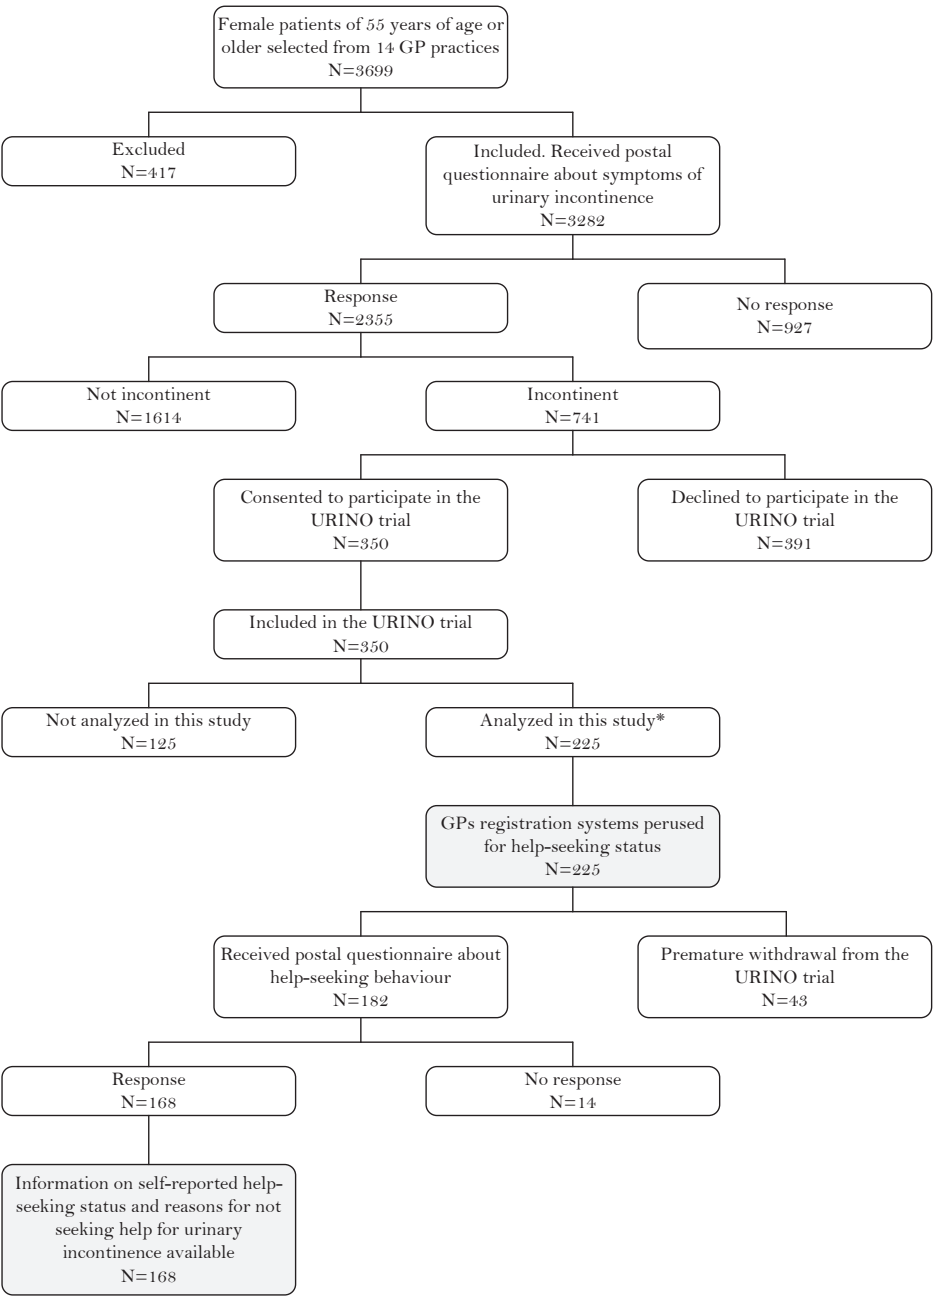 Female patients of 55 years of age or
older selected from 14 GP practices
N=3699
Excluded
N=417
Included. Received postal
questionnaire about symptoms of
urinary incontinence
N=3282
Response
N=2355
No response
N=927
Not incontinent
N=1614
Incontinent
N=741
Consented to participate in the
URINO trial
N=350
Declined to participate in the
URINO trial
N=391
Included in the URINO trial
N=350
Not analyzed in this study
N=125
Analyzed in this study*
N=225
GPs registration systems perused
for help-seeking status
N=225
Received postal questionnaire about
help-seeking behaviour
N=182
Premature withdrawal from the
URINO trial
N=43
Response
N=168
No response
N=14
Information on self-reported help-
seeking status and reasons for not
seeking help for urinary
incontinence available
N=168